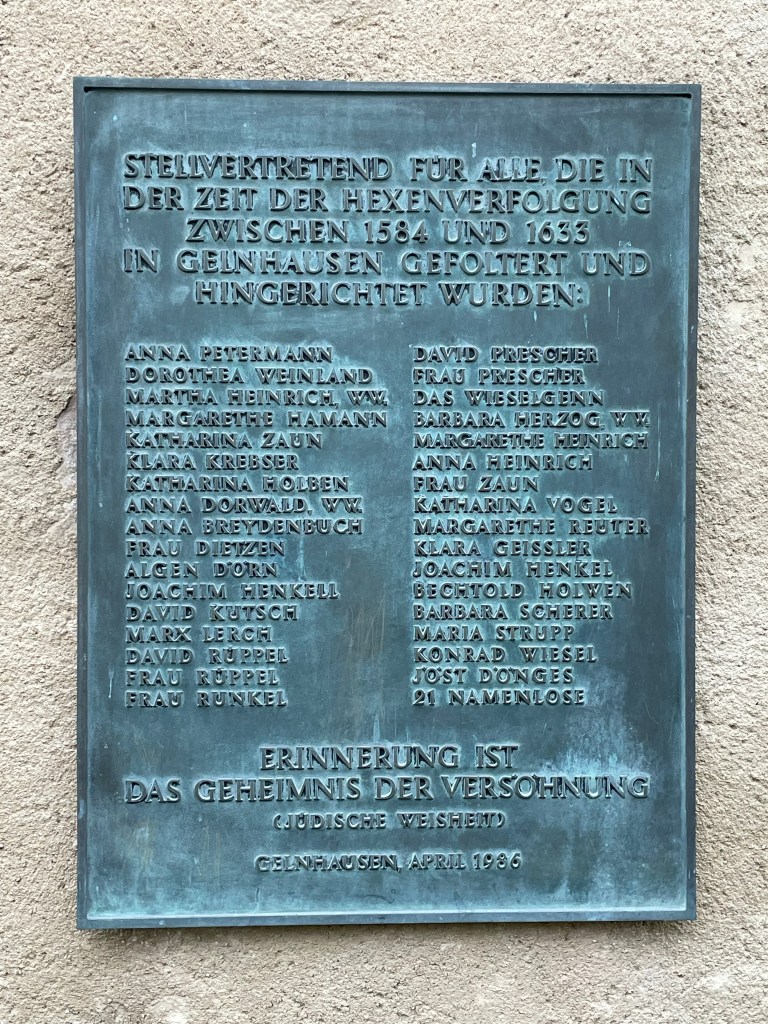 STELLVERTRETEND FÜR ALLE, DIE IN
DER ZEIT DER HEXENVERFOLGUNG
ZWISCHEN 1584 UND 1633
IN GELNHAUSEN GEFOLTERT UND
HINGERICHTET WURDEN:
ANNA PETERMANN
DOROTHEA WEINLAND
MARTHA HEINRICH, WW.
MARGARETHE HAMANN
KATHARINA ZAUN
KLARA KREBSER
KATHARINA HOLBEN
ANNA DORWALD, WW.
ANNA BREYDENBUCH
FRAU DIETZEN
ALGEN DÖRN
JOACHIM HENKELL
DAVID KUTSCH
MARX LERCH
DAVID RÜPPEL
FRAU RÜPPEL
FRAU RUNKEL
DAVID PRESCHER
FRAU PRESCHER
DAS WIESELGENN
BARBARA HERZOG, WW.
MARGARETHE HEINRICH
ANNA HEINRICH
FRAU ZAUN
KATHARINA VOGEL
MARGARETHE REUTER
KLARA GEISSLER
JOACHIM HENKEL
BECHTOLD HOLWEN
BARBARA SCHERER
MARIA STRUPP
KONRAD WIESEL
JOST DÖNGES
21 NAMENLOSE
ERINNERUNG IST
DAS GEHEIMNIS DER VERSÖHNUNG
(JÜDISCHE WEISHEIT)
GELNHAUSEN, APRIL 1986